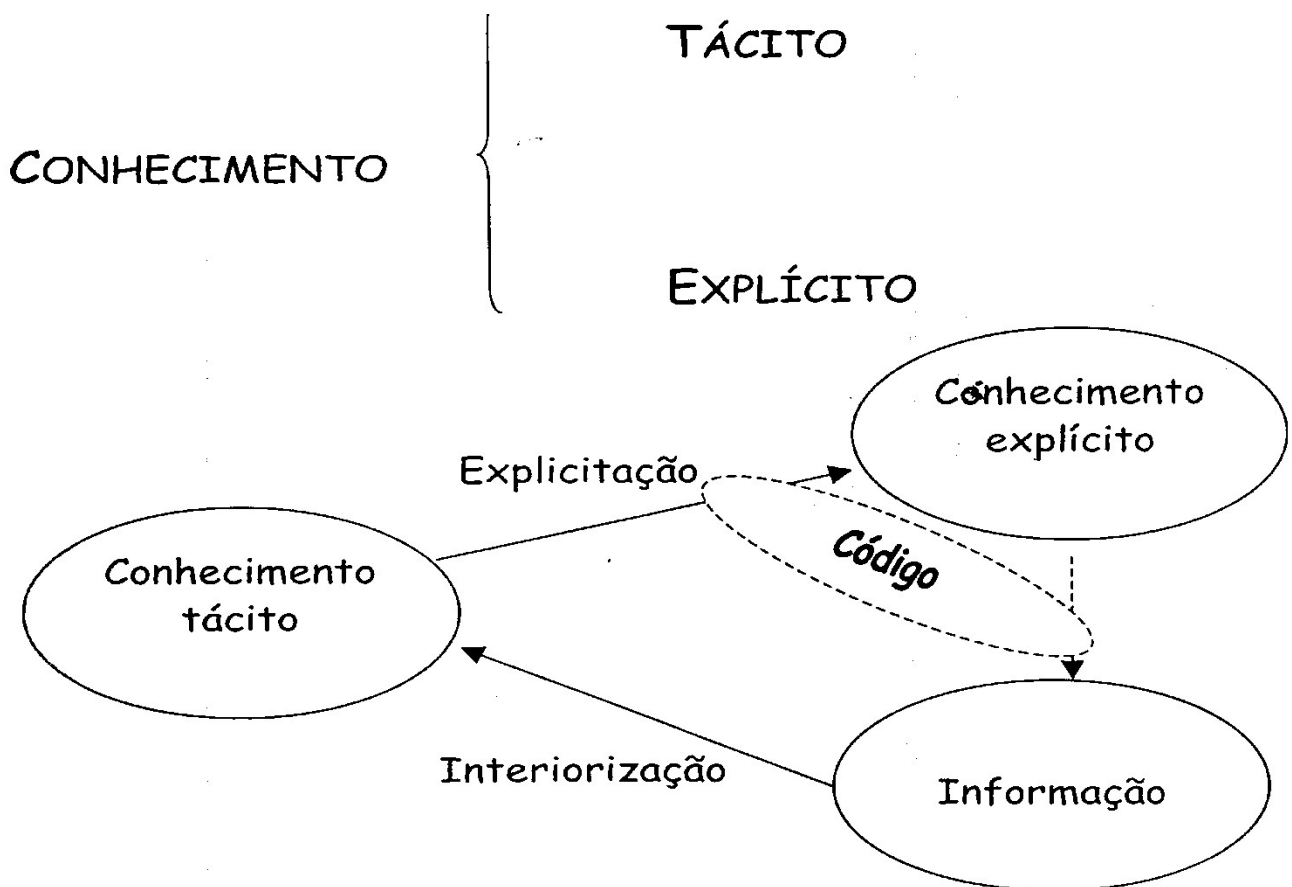 TÁCITO
CONHECIMENTO
EXPLÍCITO
Conhecimento
explícito
Explicitação
Código
Conhecimento
tácito
Interiorização
Informação